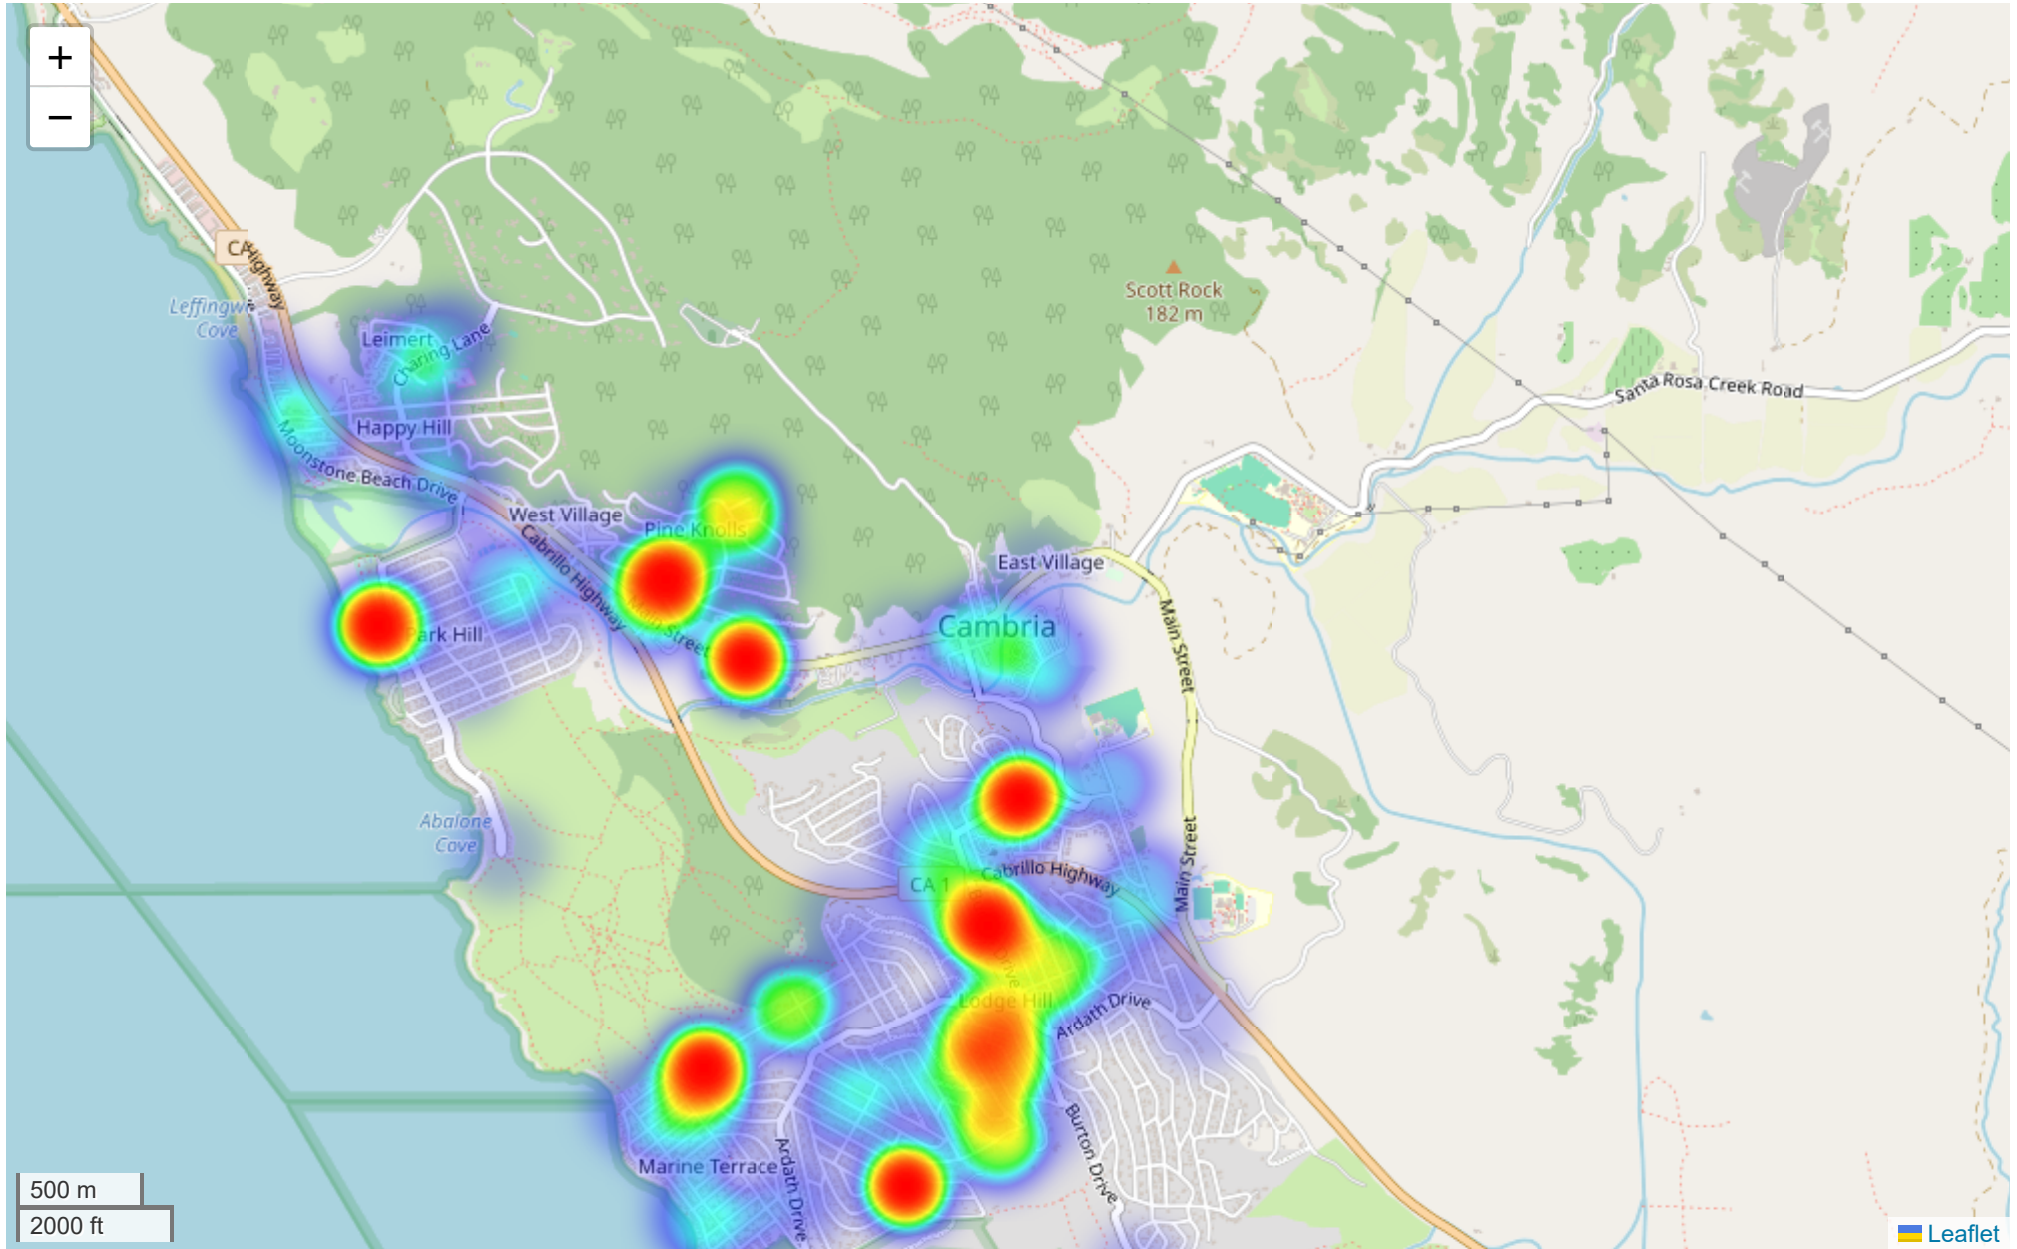 +
−
CA
Highway
Leffingw
Cove
Scott Rock
182 m
Leimert
Charing Lane
Santa Rosa Creek Road
Happy Hill
Moonstone Beach Drive
West Village
Pine Knolls
Cabrillo Highway
East Village
Main Street
Park Hill
Main Street
Cambria
Abalone
Cove
Main Street
CA 1
Cabrillo Highway
Drive
Lodge Hill
Ardath Drive
Burton Drive
Marine Terrace
Ardath Drive
500 m
2000 ft
Leaflet